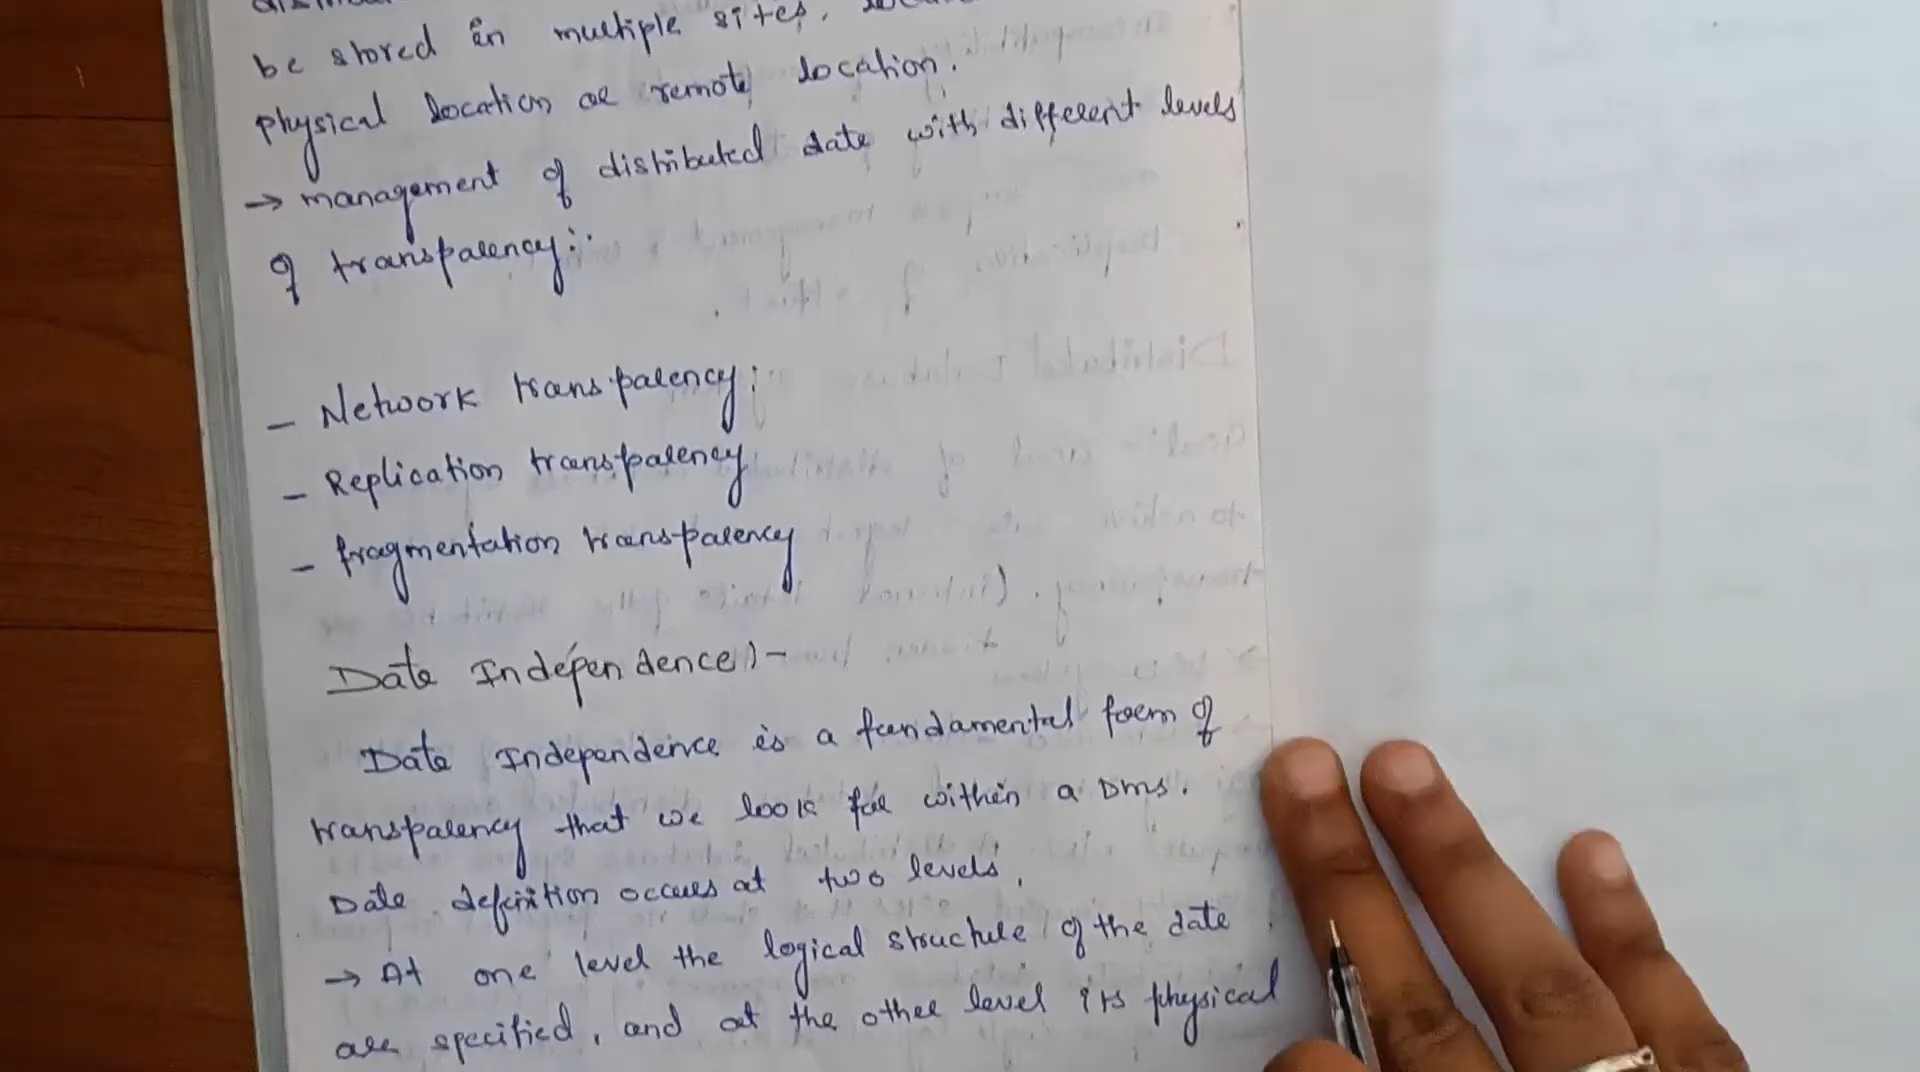 be stored in multiple sites.
physical location or remote location.
→ management of distributed data with different levels
of transparency:
- Network transparency:
- Replication transparency
- fragmentation transparency
Data Independence:-
Data Independence is a fundamental form of
transparency that we look for within a DMS.
Data definition occurs at two levels.
→ At one level the logical structure of the data
are specified, and at the other level its physical